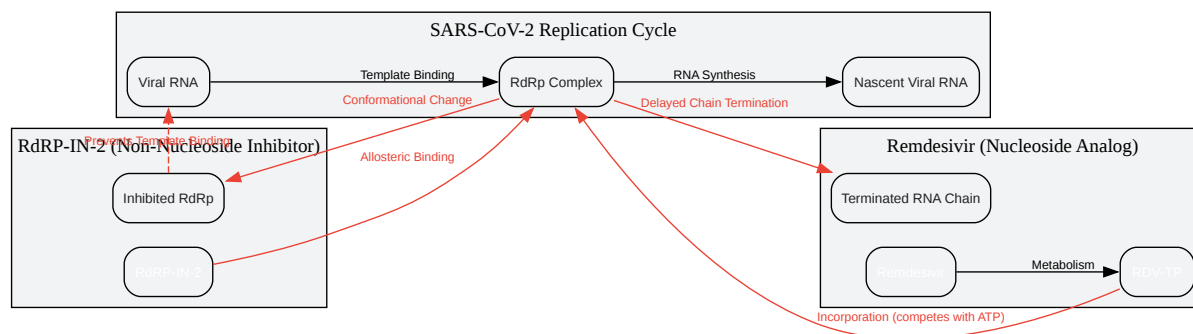 SARS-CoV-2 Replication Cycle
Viral RNA
Template Binding
RdRp Complex
RNA Synthesis
Nascent Viral RNA
Conformational Change
Delayed Chain Termination
Prevents Template Binding
RdRP-IN-2 (Non-Nucleoside Inhibitor)
Allosteric Binding
Remdesivir (Nucleoside Analog)
Inhibited RdRp
Terminated RNA Chain
RdRP-IN-2
Remdesivir
Metabolism
RDV-TP
Incorporation (competes with ATP)